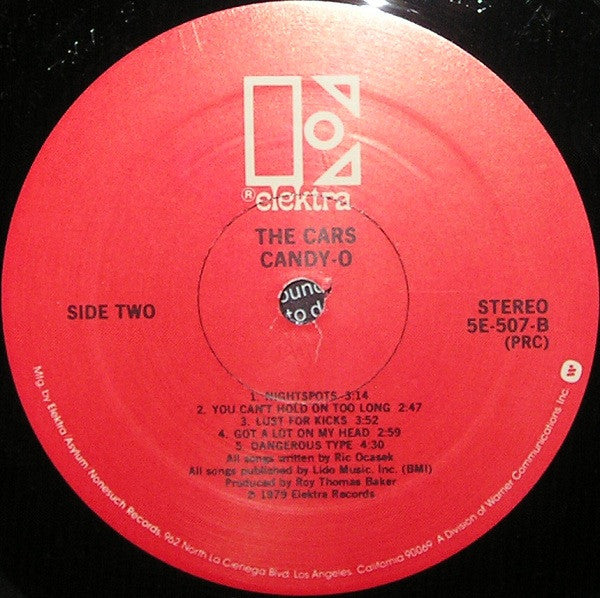 ® elektra
THE CARS
CANDY-O
SIDE TWO
STEREO
5E-507-B
(PRC)
ound
to d
1. NIGHTSPOTS 3:14
2. YOU CAN'T HOLD ON TOO LONG 2:47
3. LUST FOR KICKS 3:52
4. GOT A LOT ON MY HEAD 2:59
5. DANGEROUS TYPE 4:30
All songs written by Ric Ocasek
All songs published by Lido Music, Inc. (BMI)
Produced by Roy Thomas Baker
℗ 1979 Elektra Records
Mfg. by Elektra/Asylum/Nonesuch Records, 962 North La Cienega Blvd. Los Angeles, California 90069. A Division of Warner Communications Inc.